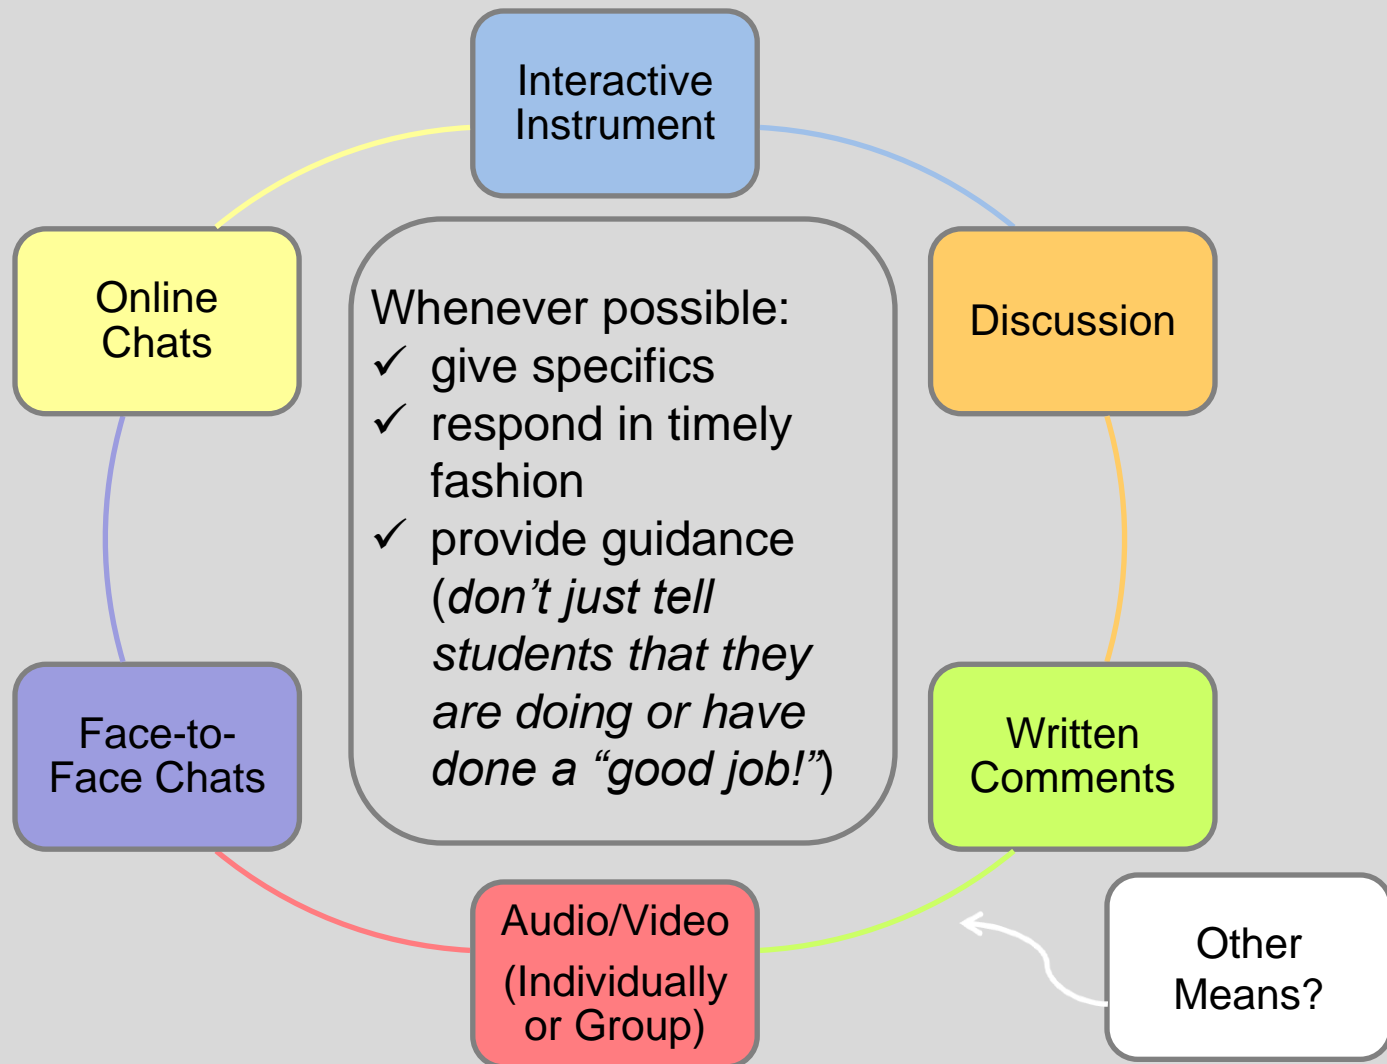 Interactive
Instrument
Online
Chats
Discussion
Whenever possible:
✓ give specifics
✓ respond in timely
fashion
✓ provide guidance
(don’t just tell
students that they
are doing or have
done a “good job!”)
Face-to-
Face Chats
Written
Comments
Audio/Video
(Individually
or Group)
Other
Means?